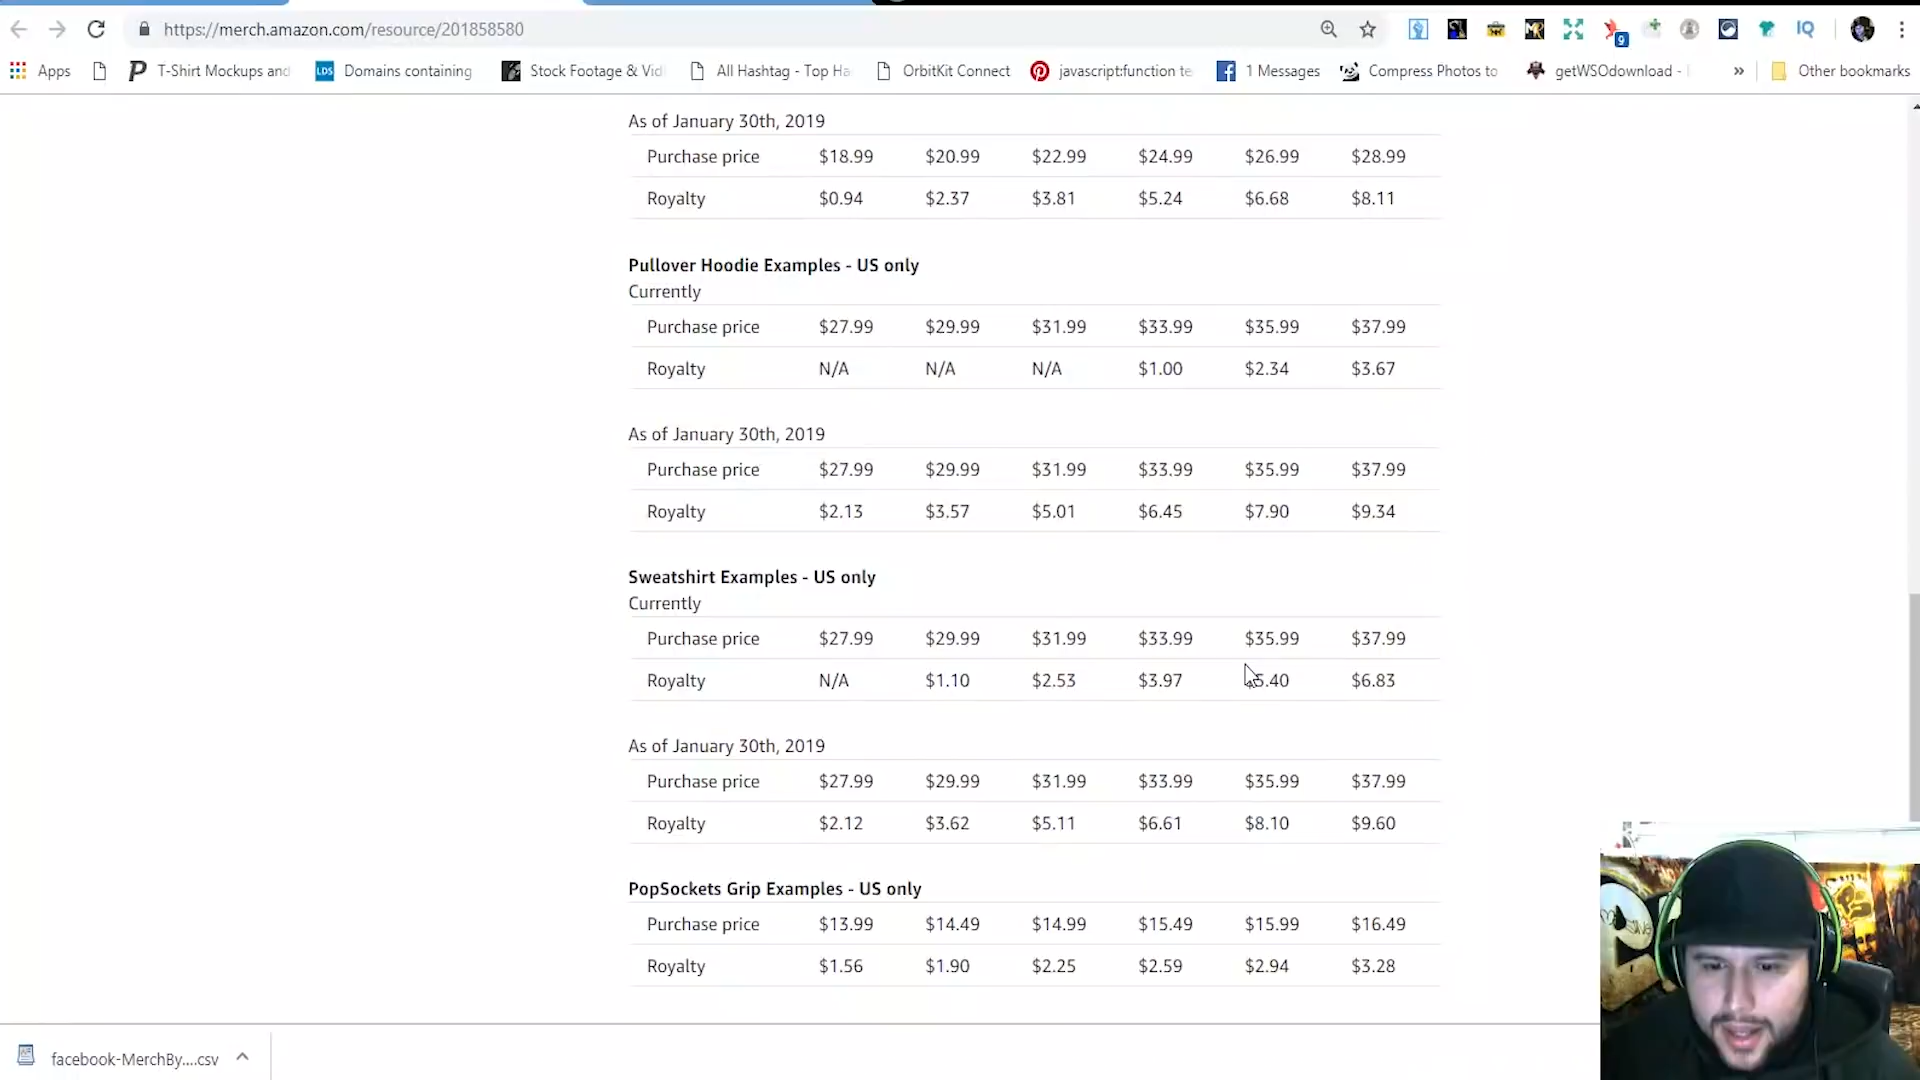 https://merch.amazon.com/resource/201858580
9
IQ
Apps
T-Shirt Mockups and
LDS
Domains containing
Stock Footage & Vid
All Hashtag - Top Ha
OrbitKit Connect
javascript:function te
1 Messages
Compress Photos to
getWSOdownload -
»
Other bookmarks
As of January 30th, 2019
Purchase price $18.99 $20.99 $22.99 $24.99 $26.99 $28.99
Royalty $0.94 $2.37 $3.81 $5.24 $6.68 $8.11
Pullover Hoodie Examples - US only
Currently
Purchase price $27.99 $29.99 $31.99 $33.99 $35.99 $37.99
Royalty N/A N/A N/A $1.00 $2.34 $3.67
As of January 30th, 2019
Purchase price $27.99 $29.99 $31.99 $33.99 $35.99 $37.99
Royalty $2.13 $3.57 $5.01 $6.45 $7.90 $9.34
Sweatshirt Examples - US only
Currently
Purchase price $27.99 $29.99 $31.99 $33.99 $35.99 $37.99
Royalty N/A $1.10 $2.53 $3.97 $5.40 $6.83
As of January 30th, 2019
Purchase price $27.99 $29.99 $31.99 $33.99 $35.99 $37.99
Royalty $2.12 $3.62 $5.11 $6.61 $8.10 $9.60
PopSockets Grip Examples - US only
Purchase price $13.99 $14.49 $14.99 $15.49 $15.99 $16.49
Royalty $1.56 $1.90 $2.25 $2.59 $2.94 $3.28
facebook-MerchBy....csv